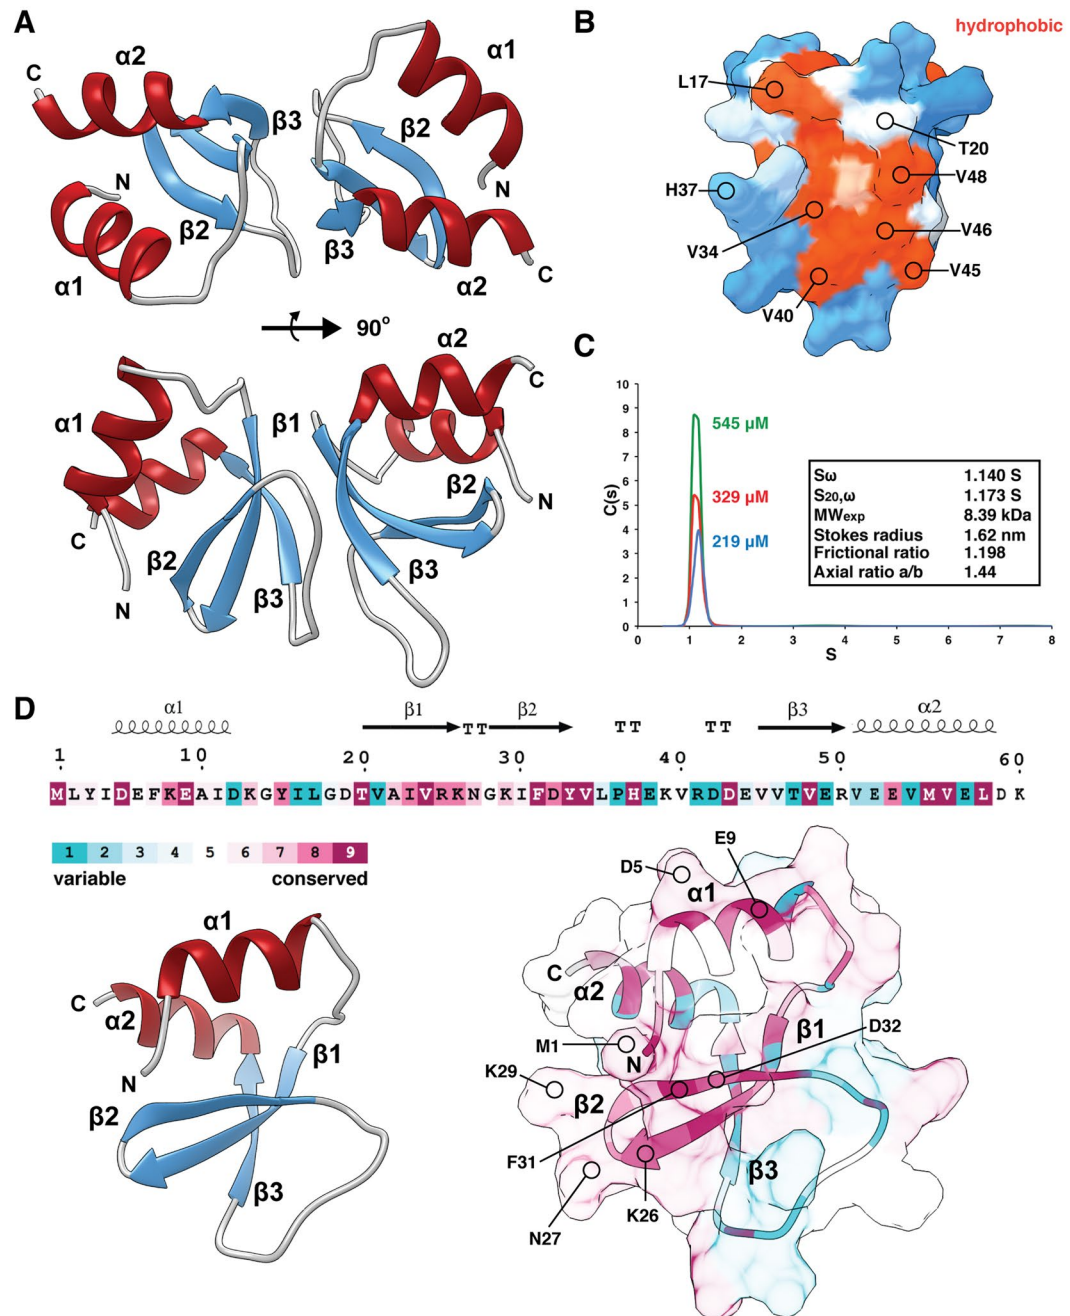 A
α2
C
β3
N
β2
α1
α1
β2
N
β3
α2
C
90°
α1
C
β2
N
β3
β1
α2
C
β2
N
β3
B
hydrophobic
L17
T20
H37
V48
V34
V46
V45
V40
C
C(s)
10
9
8
7
6
5
4
3
2
1
0
0 1 2 3 4 5 6 7 8
S
545 µM
329 µM
219 µM
Sω 1.140 S
S20,ω 1.173 S
MWexp 8.39 kDa
Stokes radius 1.62 nm
Frictional ratio 1.198
Axial ratio a/b 1.44
D
α1 β1 TT β2 TT TT β3 α2
1 10 20 30 40 50 60
MLYIDEFKEAIDKGYILGDTVAIVRKNGKIFDYVLPHEKVRDDEVVTVERVEEVMVELDK
1 2 3 4 5 6 7 8 9
variable conserved
α1
C
α2
N
β1
β2
β3
E9
D5
α1
C
α2
β1
D32
M1
N
K29
β2
F31
β3
K26
N27